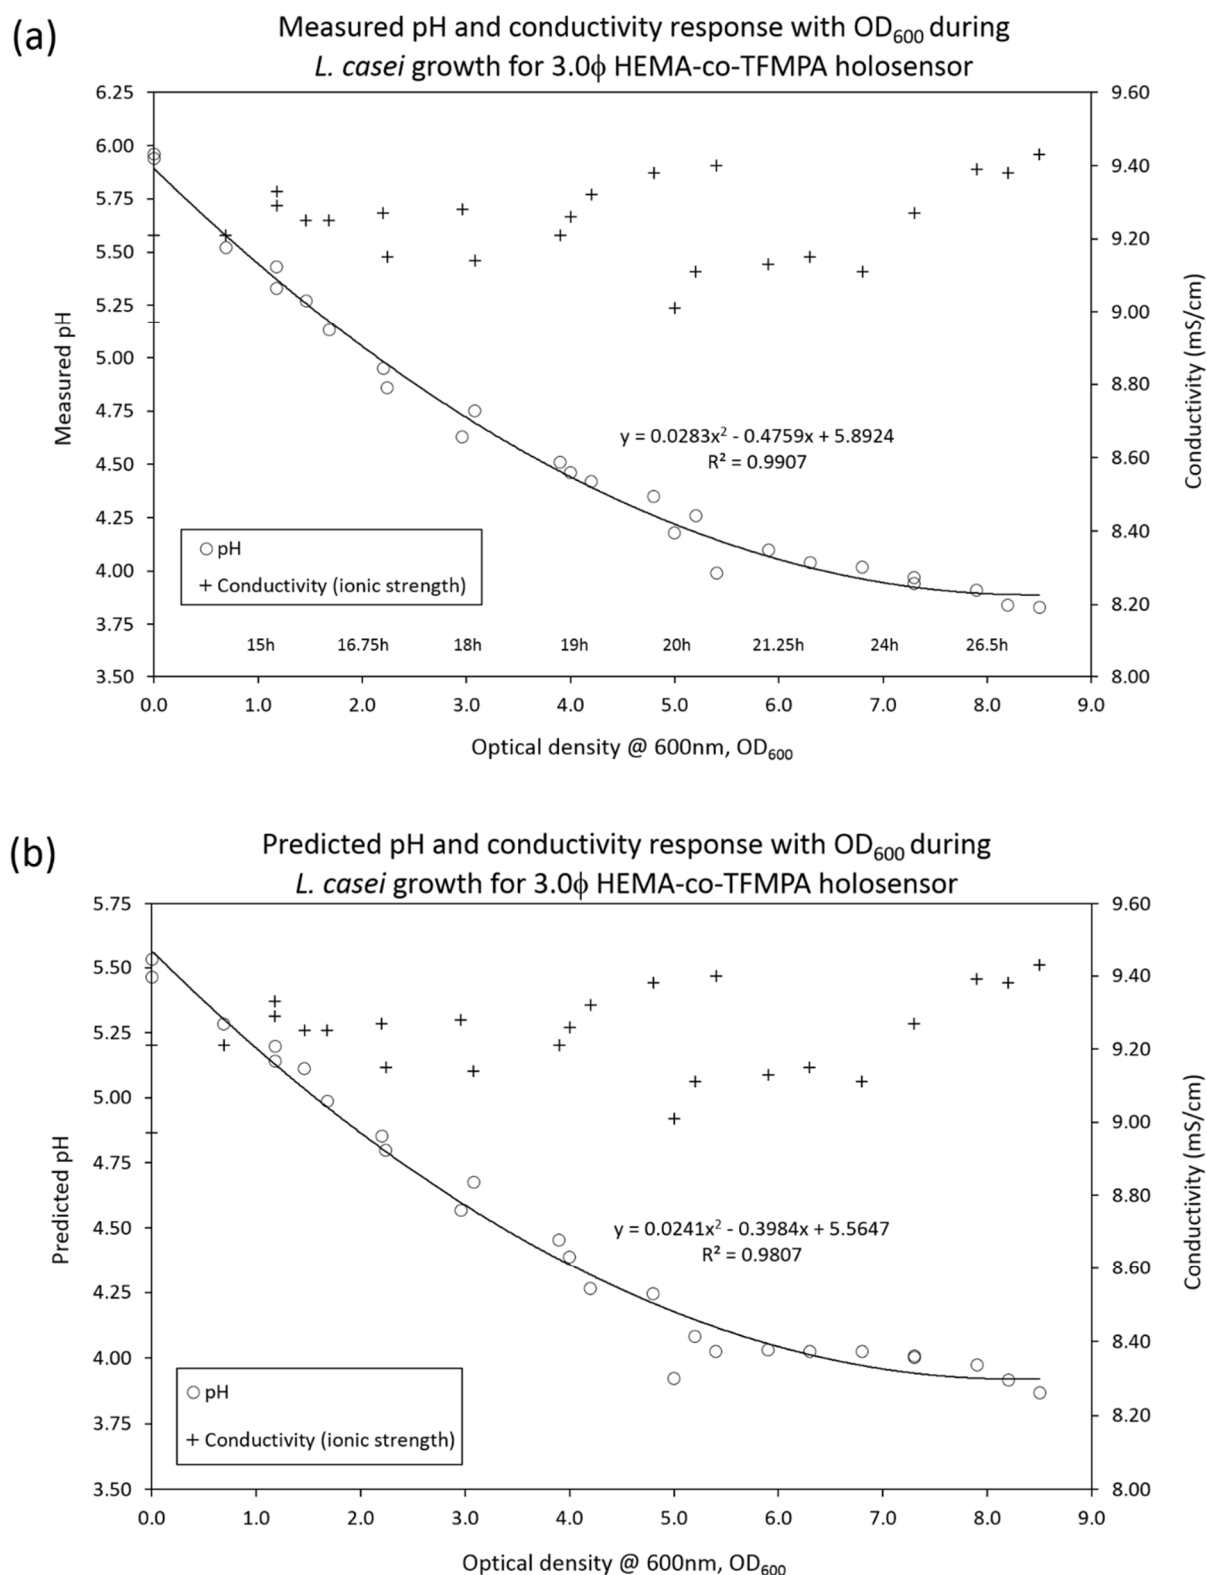 (a)
Measured pH and conductivity response with OD₆₀₀ during
L. casei growth for 3.0ϕ HEMA-co-TFMPA holosensor
6.25
6.00
5.75
5.50
5.25
5.00
4.75
4.50
4.25
4.00
3.75
3.50
Measured pH
9.60
9.40
9.20
9.00
8.80
8.60
8.40
8.20
8.00
Conductivity (mS/cm)
y = 0.0283x² - 0.4759x + 5.8924
R² = 0.9907
pH
Conductivity (ionic strength)
15h 16.75h 18h 19h 20h 21.25h 24h 26.5h
0.0 1.0 2.0 3.0 4.0 5.0 6.0 7.0 8.0 9.0
Optical density @ 600nm, OD₆₀₀
(b)
Predicted pH and conductivity response with OD₆₀₀ during
L. casei growth for 3.0ϕ HEMA-co-TFMPA holosensor
5.75
5.50
5.25
5.00
4.75
4.50
4.25
4.00
3.75
3.50
Predicted pH
9.60
9.40
9.20
9.00
8.80
8.60
8.40
8.20
8.00
Conductivity (mS/cm)
y = 0.0241x² - 0.3984x + 5.5647
R² = 0.9807
pH
Conductivity (ionic strength)
0.0 1.0 2.0 3.0 4.0 5.0 6.0 7.0 8.0 9.0
Optical density @ 600nm, OD₆₀₀